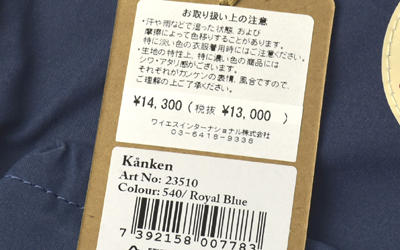 お取り扱い上の注意
・汗や雨などで湿った状態、および
摩擦によって色移りすることがあります。
特に淡い色の衣服着用時にはご注意ください。
・生地の特性上、特に濃い色の商品には
シワ・アタリ感がございます。
それぞれがカンケンの表情、風合ですので、
ご理解の上ご了承ください。
¥14,300(税抜 ¥13,000)
ワイエスインターナショナル株式会社
03-6418-9338
Kånken
Art No: 23510
Colour: 540/ Royal Blue
7 392158 007783